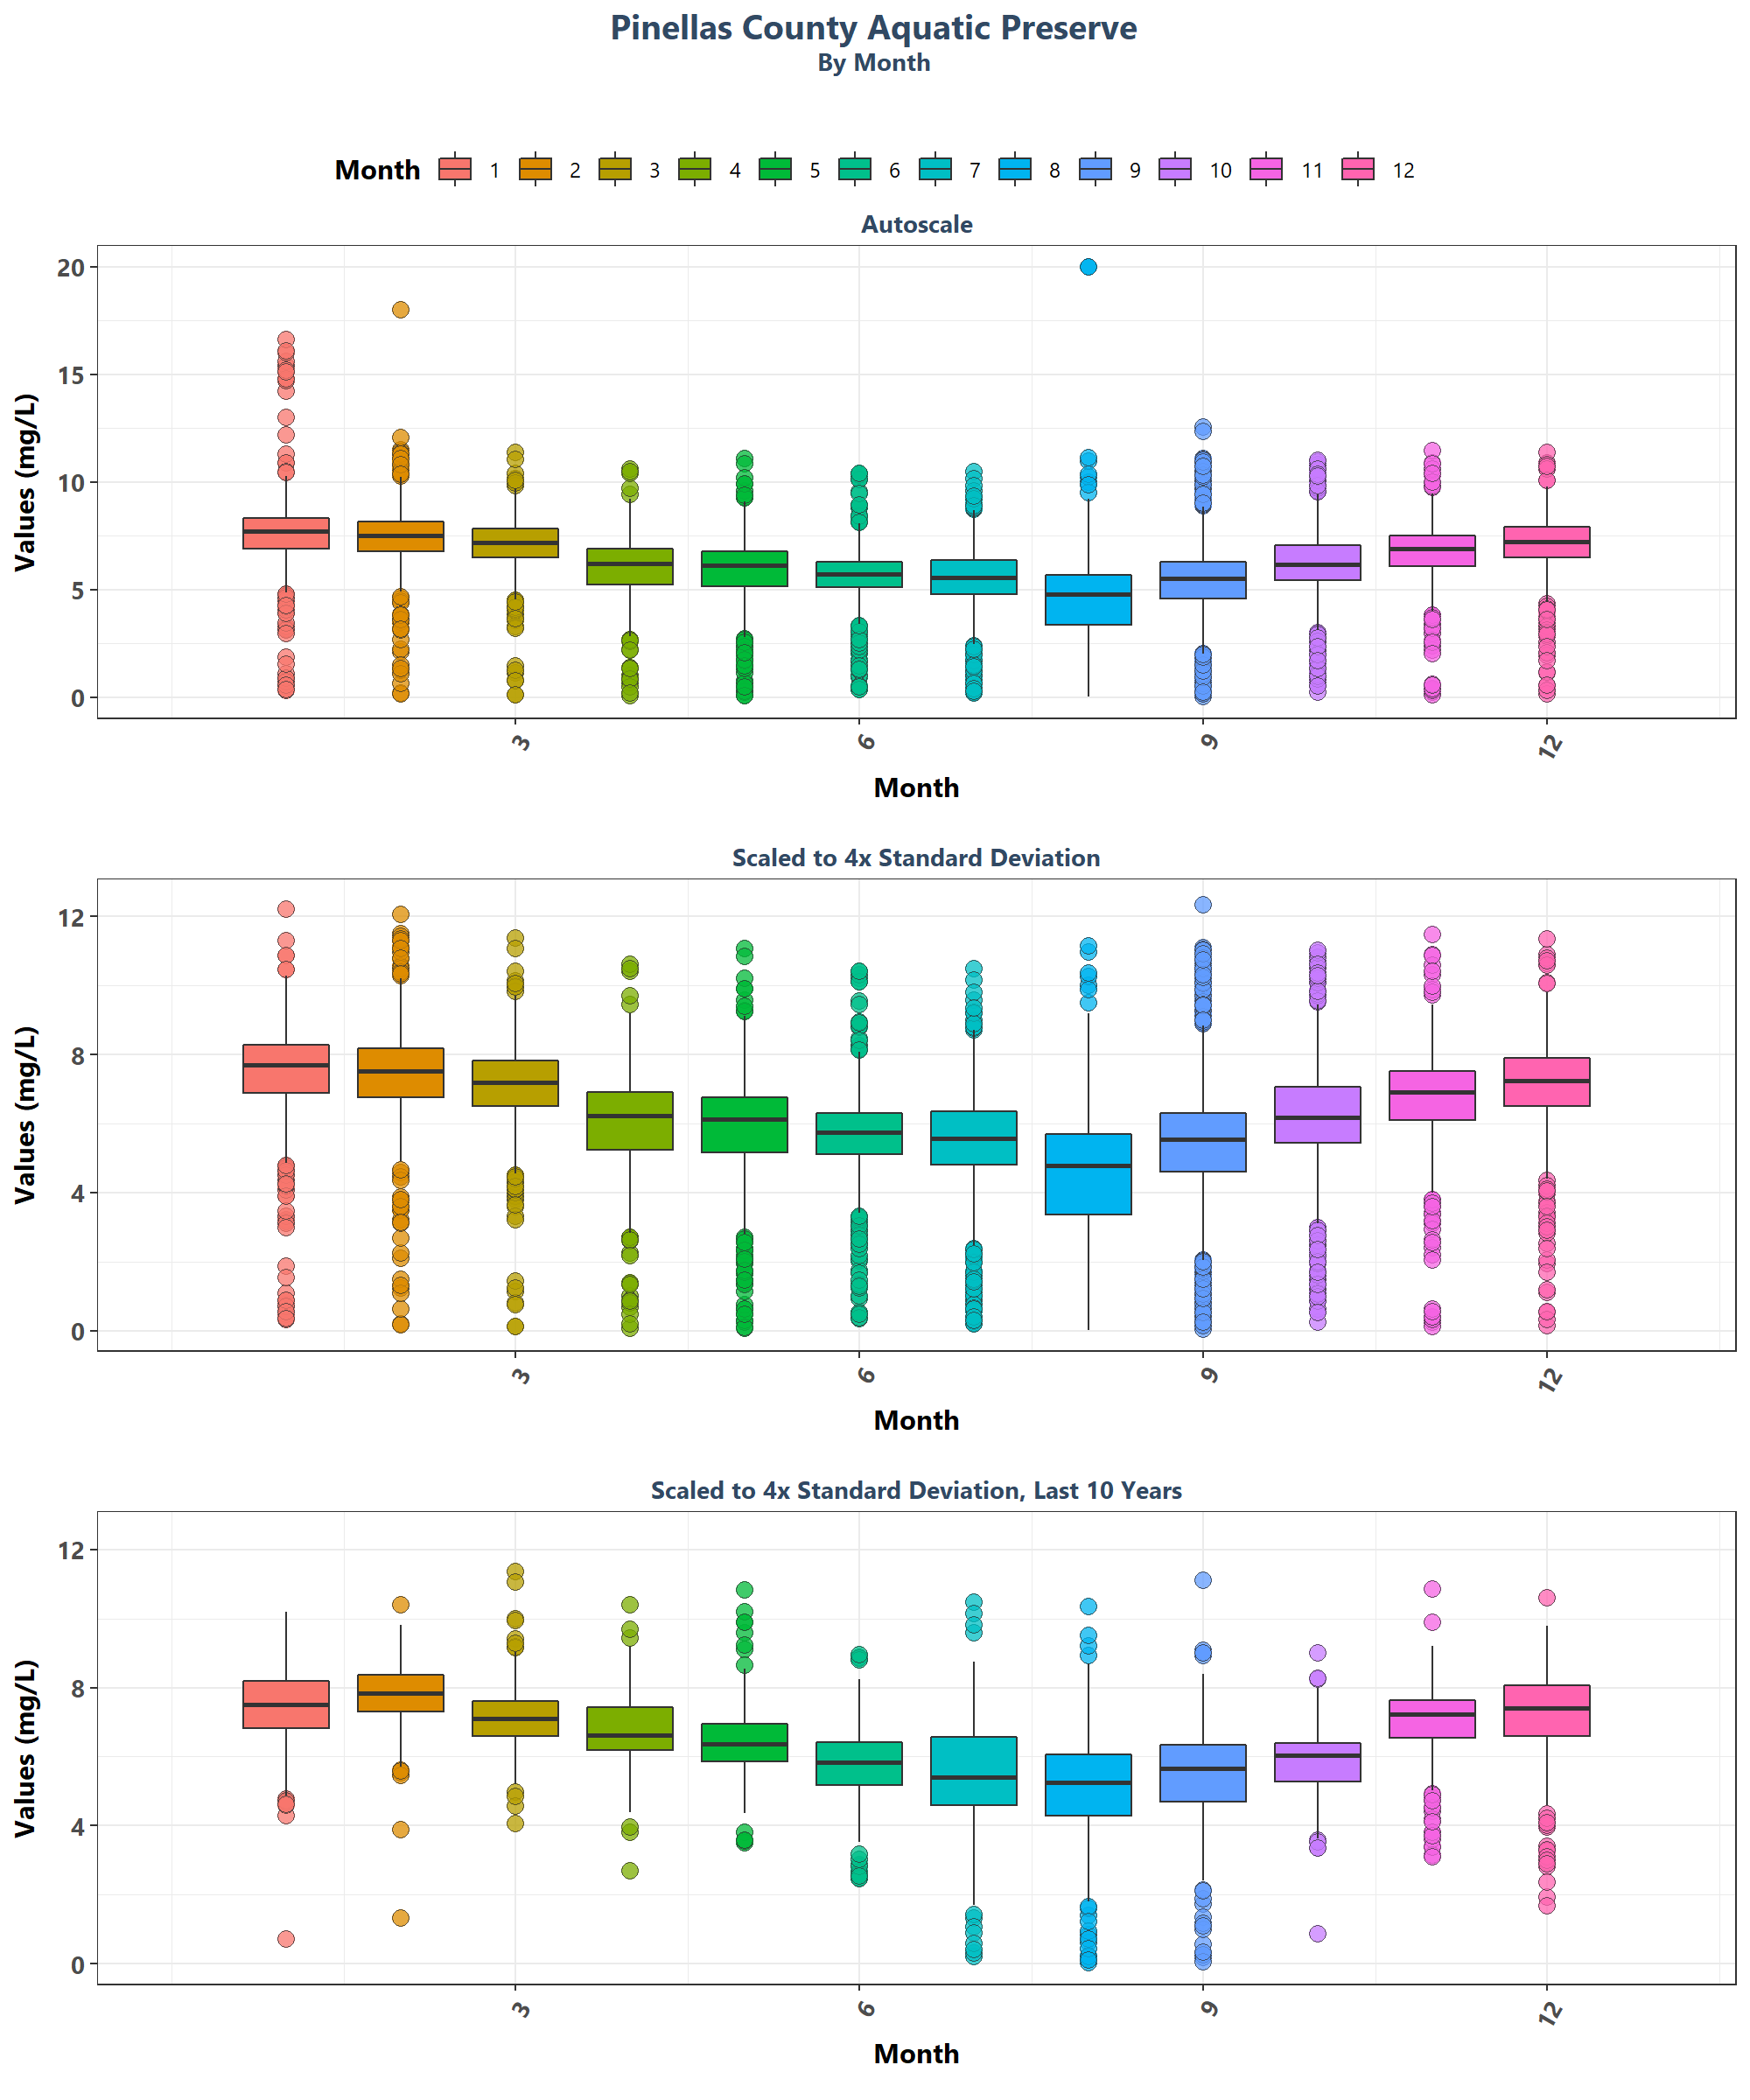 Pinellas County Aquatic Preserve
By Month
Month 1 2 3 4 5 6 7 8 9 10 11 12
Autoscale
Values (mg/L)
20
15
10
5
0
3 6 9 12
Month
Scaled to 4x Standard Deviation
Values (mg/L)
12
8
4
0
3 6 9 12
Month
Scaled to 4x Standard Deviation, Last 10 Years
Values (mg/L)
12
8
4
0
3 6 9 12
Month